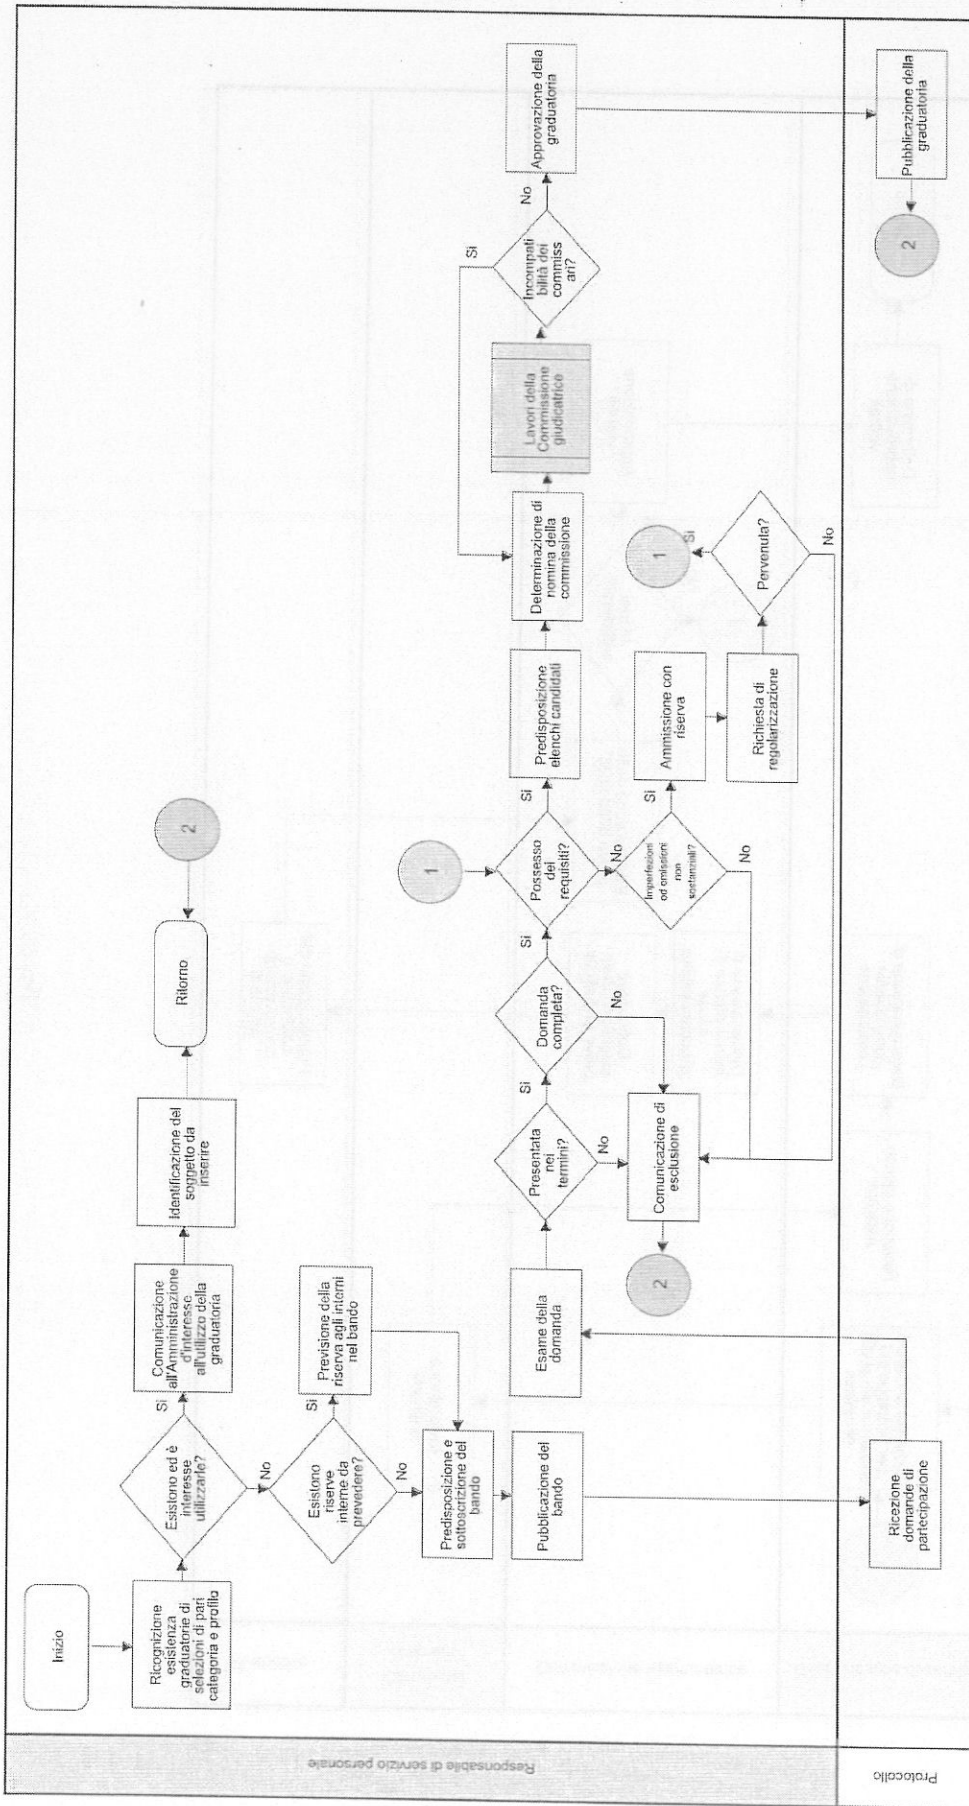 Inizio
Ricognizione
esistenza
graduatorie di
selezioni di pari
categoria e profilo
Esistono ed è
interesse
utilizzarle?
Si
No
Comunicazione
all'Amministrazione
d'interesse
all'utilizzo della
graduatoria
Identificazione del
soggetto da
inserire
Ritorno
2
Esistono
riserve
interne da
prevedere?
Si
No
Previsione della
riserva agli interni
nel bando
Predisposizione e
sottoscrizione del
bando
Pubblicazione del
bando
Esame della
domanda
Presentata
nei
termini?
Si
No
Domanda
completa?
Si
No
1
Possesso
dei
requisiti?
Si
No
Predisposizione
elenchi candidati
Determinazione di
nomina della
commissione
Lavori della
Commissione
giudicatrice
Incompati
bilità dei
commiss
ari?
Si
No
Approvazione della
graduatoria
Comunicazione di
esclusione
2
Imperfezioni
od omissioni
non
sostanziali?
Si
No
Ammissione con
riserva
Richiesta di
regolarizzazione
Pervenuta?
Si
No
1
Responsabile di servizio personale
Ricezione
domande di
partecipazione
Pubblicazione della
graduatoria
2
Protocollo